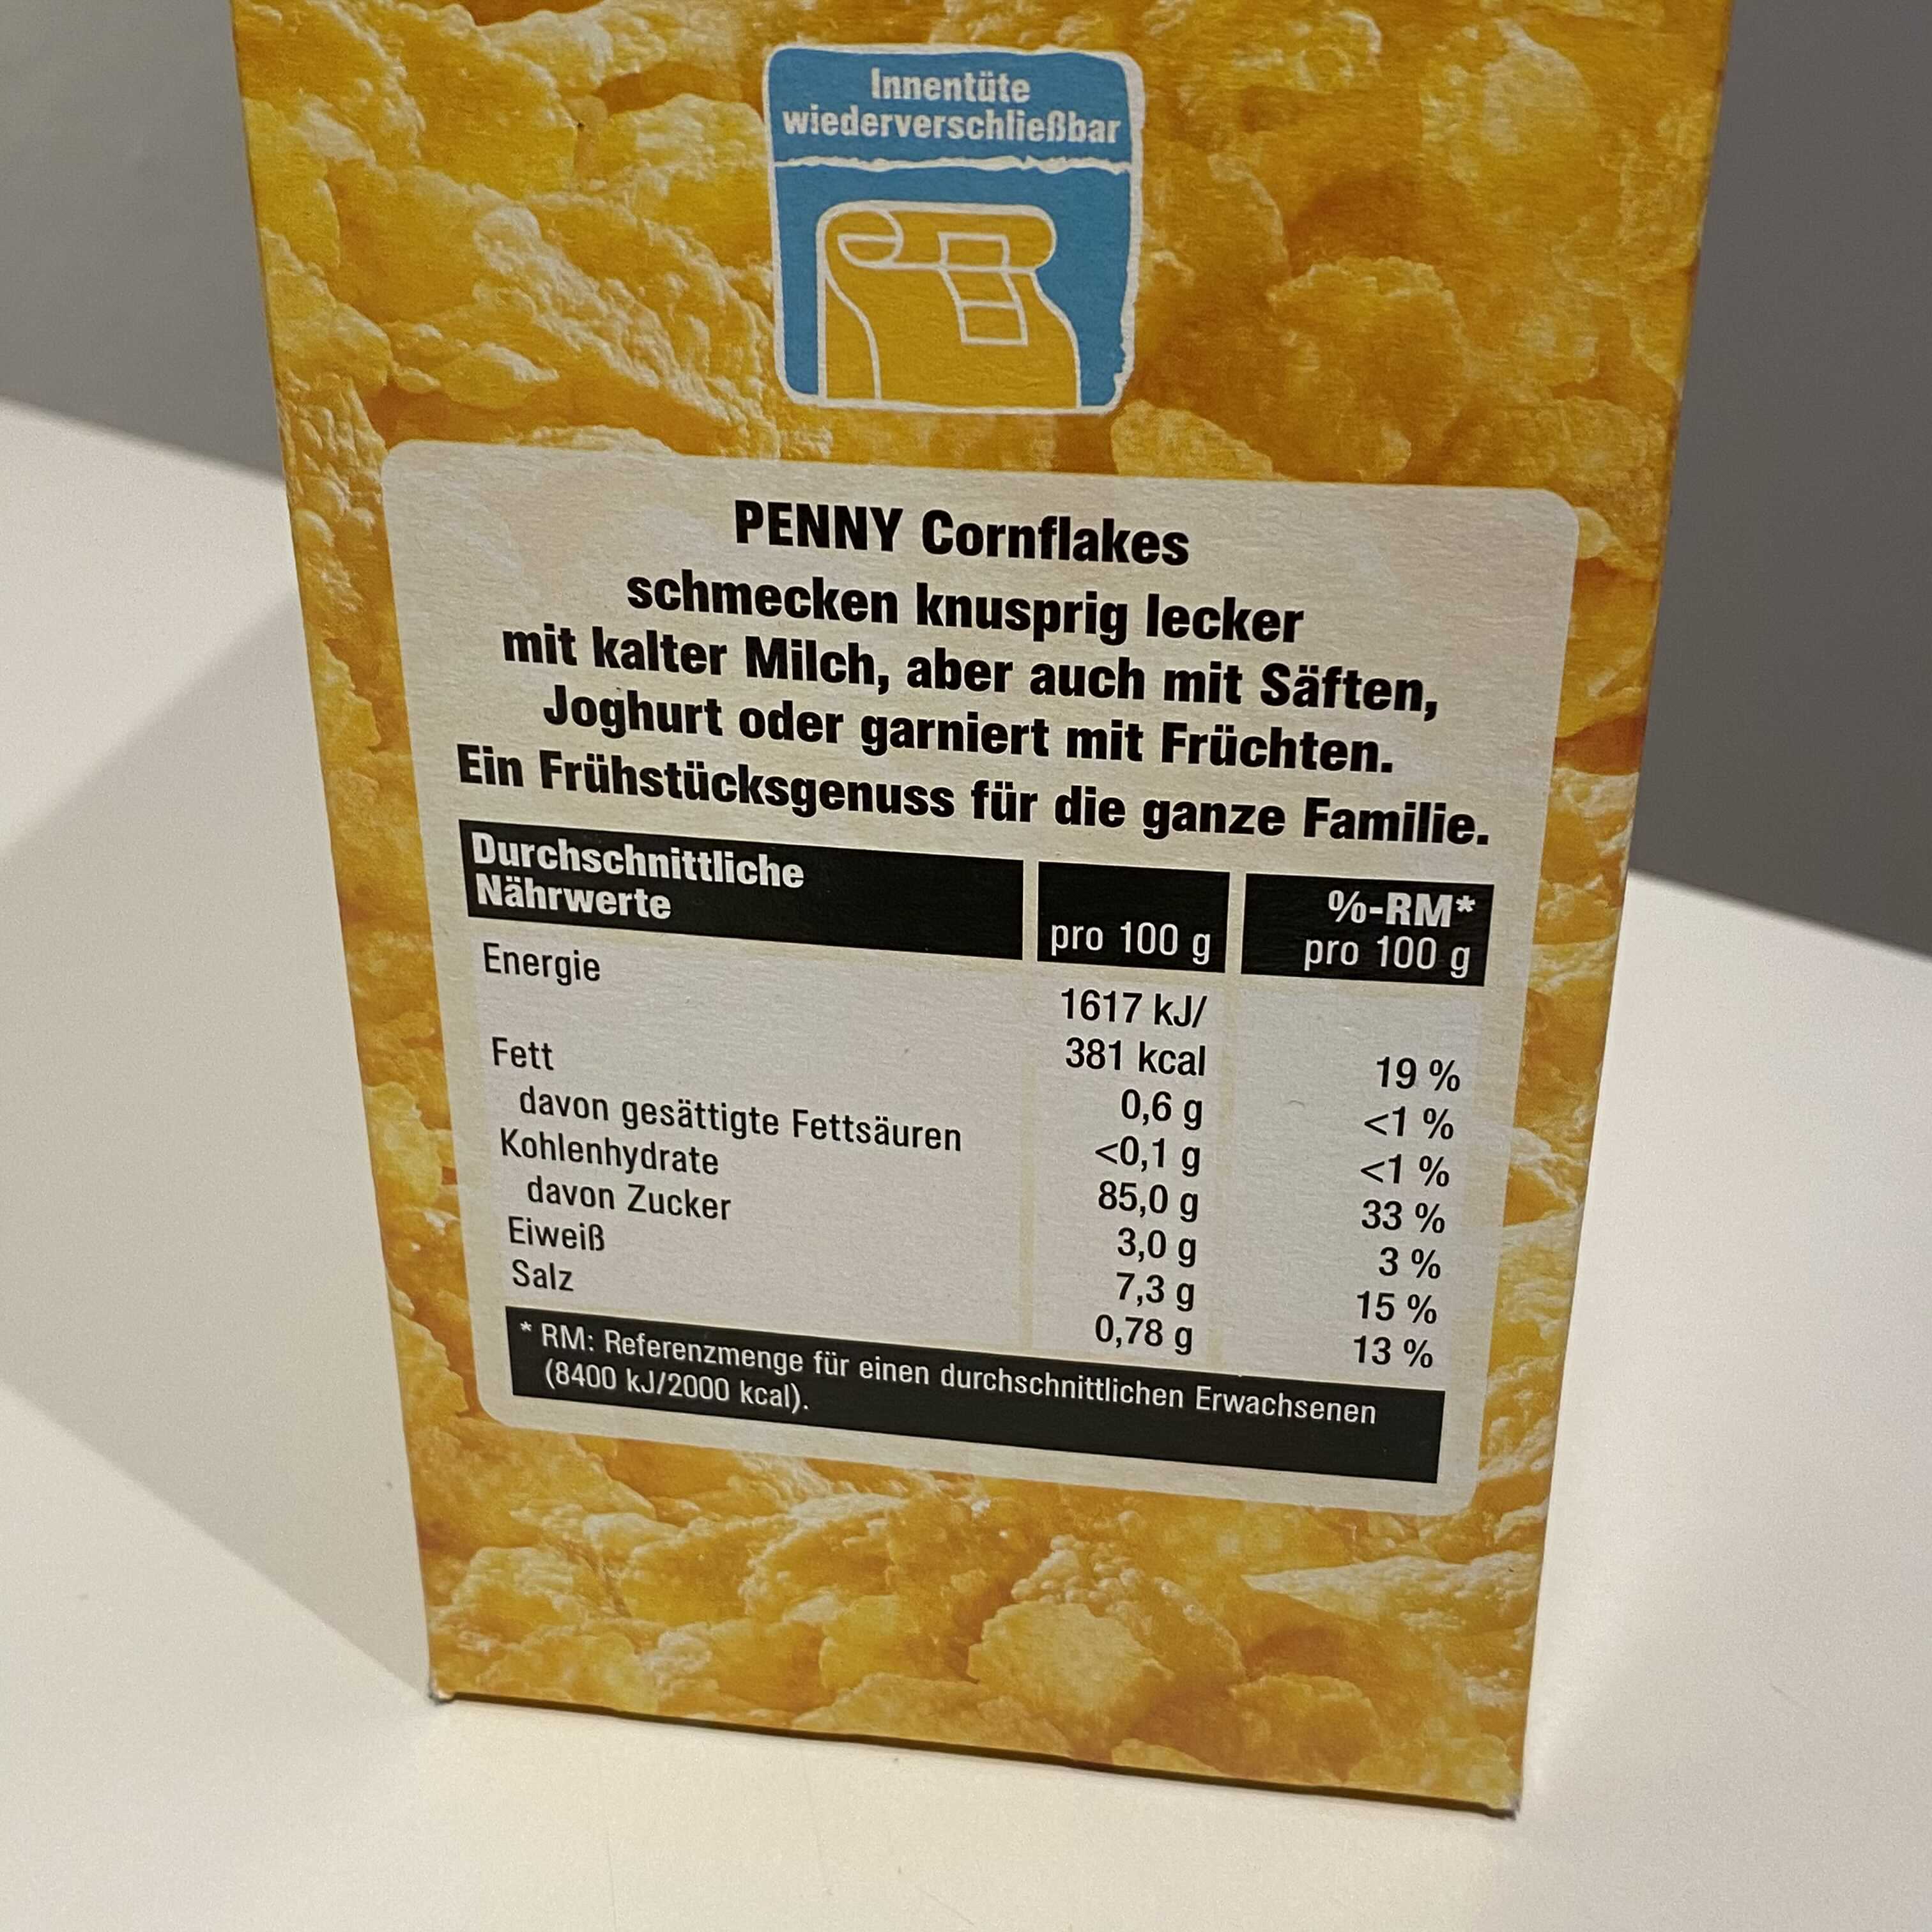 Innentüte
wiederverschließbar
PENNY Cornflakes
schmecken knusprig lecker
mit kalter Milch, aber auch mit Säften,
Joghurt oder garniert mit Früchten.
Ein Frühstücksgenuss für die ganze Familie.
Durchschnittliche
Nährwerte pro 100 g %-RM* pro 100 g
Energie 1617 kJ/
381 kcal 19 %
Fett 0,6 g <1 %
davon gesättigte Fettsäuren <0,1 g <1 %
Kohlenhydrate 85,0 g 33 %
davon Zucker 3,0 g 3 %
Eiweiß 7,3 g 15 %
Salz 0,78 g 13 %
* RM: Referenzmenge für einen durchschnittlichen Erwachsenen
(8400 kJ/2000 kcal).